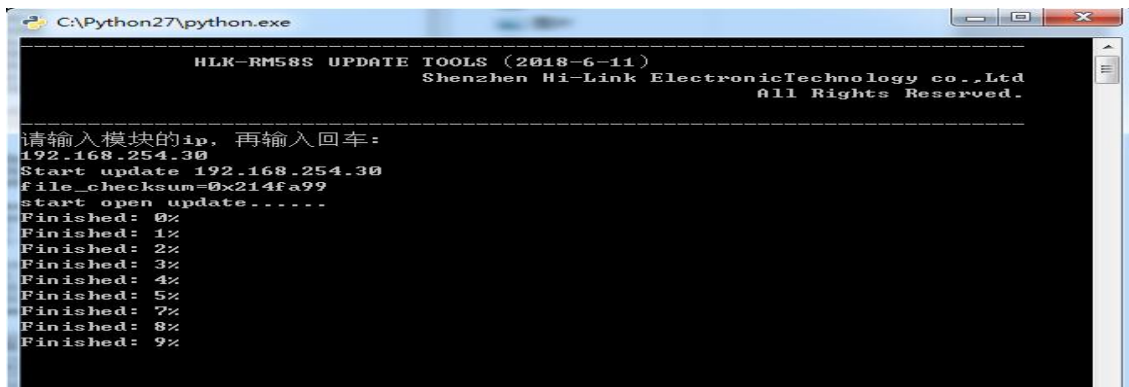 C:\Python27\python.exe
HLK-RM58S UPDATE TOOLS (2018-6-11)
Shenzhen Hi-Link ElectronicTechnology co.,Ltd
All Rights Reserved.
请输入模块的ip, 再输入回车:
192.168.254.30
Start update 192.168.254.30
file_checksum=0x214fa99
start open update......
Finished: 0%
Finished: 1%
Finished: 2%
Finished: 3%
Finished: 4%
Finished: 5%
Finished: 7%
Finished: 8%
Finished: 9%